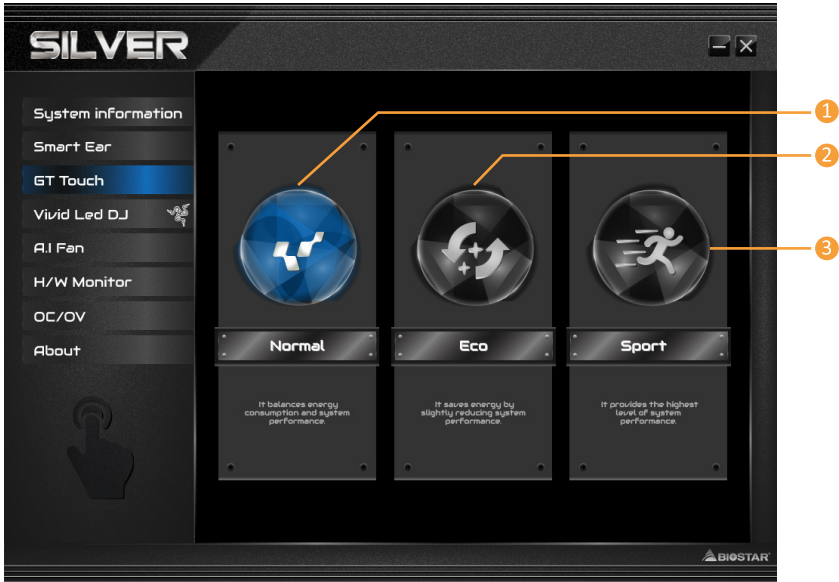 SILVER
System information
Smart Ear
GT Touch
Vivid Led DJ
A.I Fan
H/W Monitor
OC/OV
About
1
2
3
Normal
It balances energy
consumption and system
performance.
Eco
It saves energy by
slightly reducing system
performance.
Sport
It provides the highest
level of system
performance.
BIOSTAR